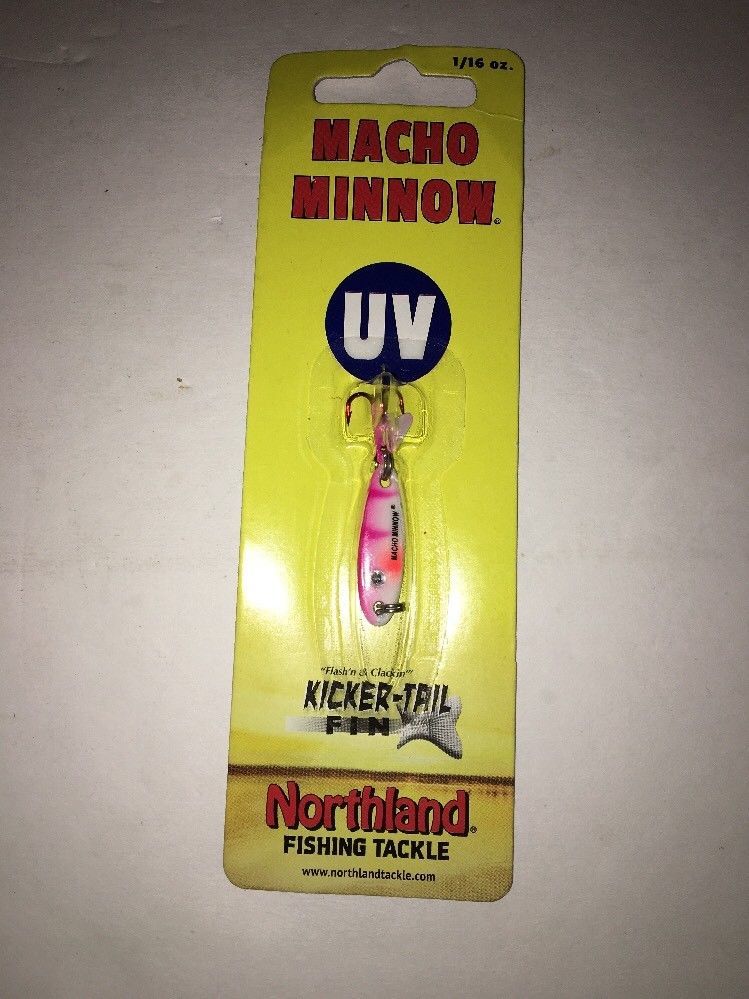 1/16 oz.
MACHO
MINNOW®
UV
MACHO MINNOW®
"Flash'n & Clackin'"
KICKER-TAIL
FIN
Northland®
FISHING TACKLE
www.northlandtackle.com